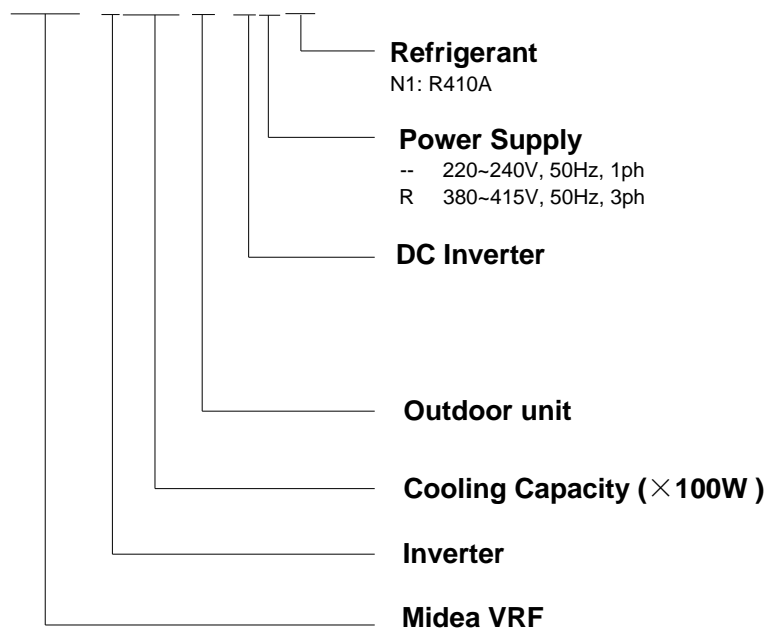 Refrigerant
N1: R410A
Power Supply
-- 220~240V, 50Hz, 1ph
R 380~415V, 50Hz, 3ph
DC Inverter
Outdoor unit
Cooling Capacity (×100W )
Inverter
Midea VRF